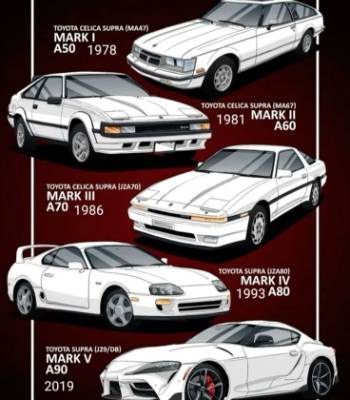 TOYOTA CELICA SUPRA (MA47)
MARK I
A50 1978
TOYOTA CELICA SUPRA (MA67)
1981 MARK II
A60
TOYOTA CELICA SUPRA (JZA70)
MARK III
A70 1986
TOYOTA SUPRA (JZA80)
MARK IV
1993 A80
TOYOTA SUPRA (J29/DB)
MARK V
A90
2019